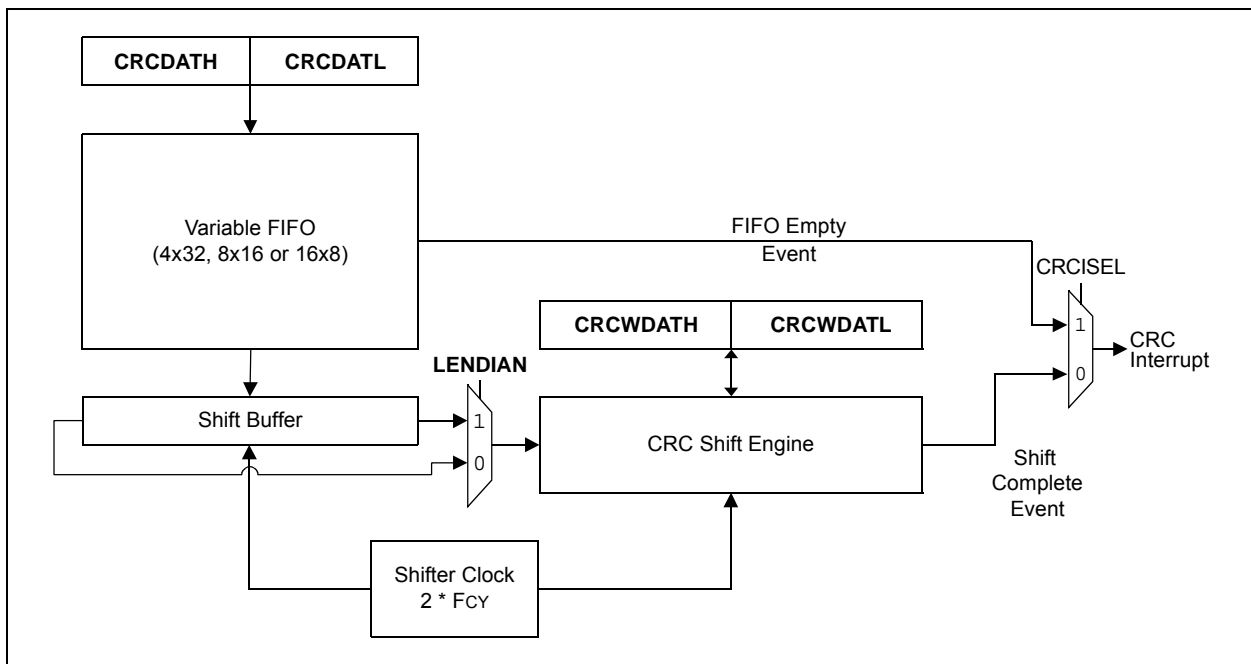 CRCDATH CRCDATL
Variable FIFO
(4x32, 8x16 or 16x8)
FIFO Empty
Event
CRCISEL
1
0
CRC
Interrupt
CRCWDATH CRCWDATL
LENDIAN
1
0
Shift Buffer
CRC Shift Engine
Shift
Complete
Event
Shifter Clock
2 * FCY